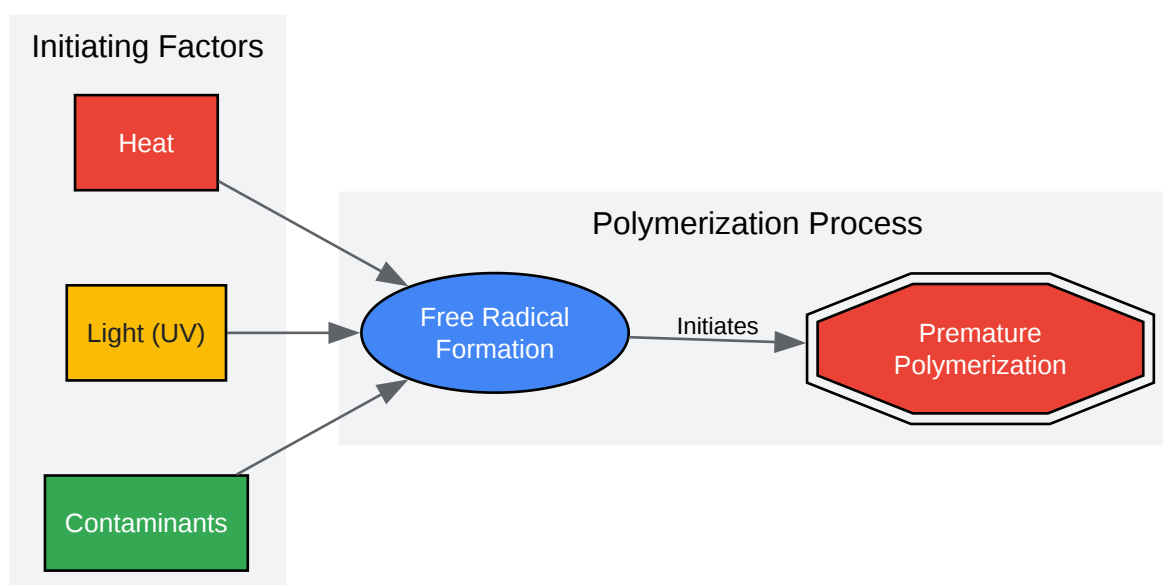 Initiating Factors
Heat
Light (UV)
Contaminants
Polymerization Process
Free Radical
Formation
Initiates
Premature
Polymerization